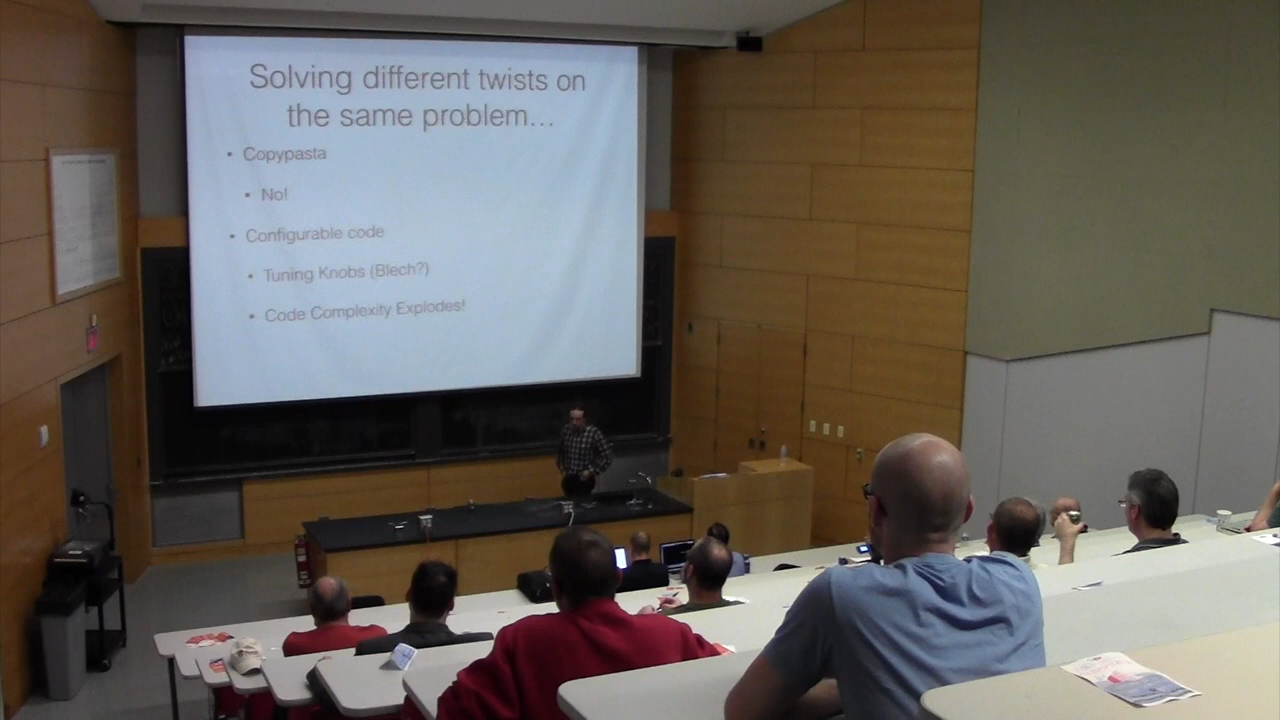 Solving different twists on
the same problem…
• Copypasta
• No!
• Configurable code
• Tuning Knobs (Blech?)
• Code Complexity Explodes!